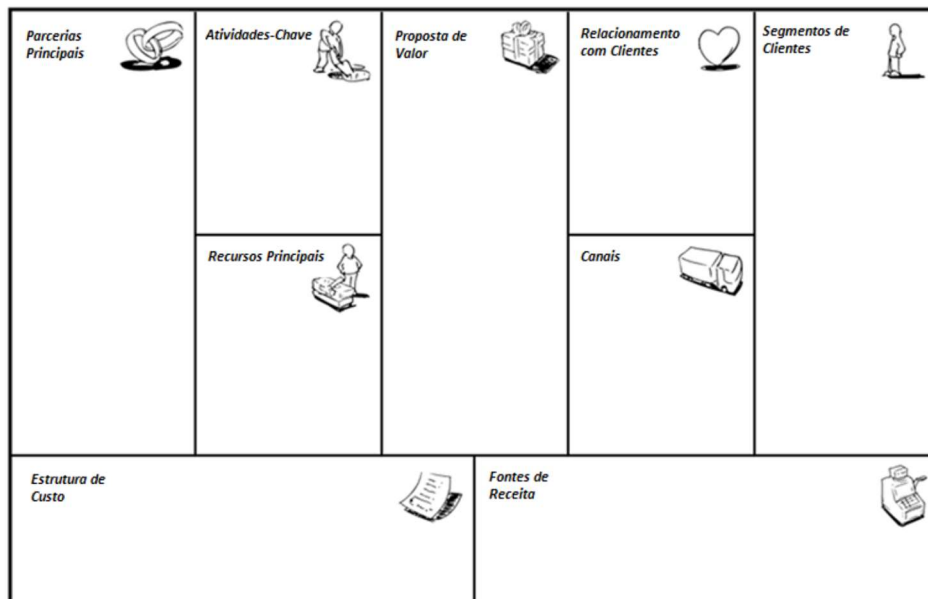 Parcerias
Principais
Atividades-Chave
Proposta de
Valor
Relacionamento
com Clientes
Segmentos de
Clientes
Recursos Principais
Canais
Estrutura de
Custo
Fontes de
Receita